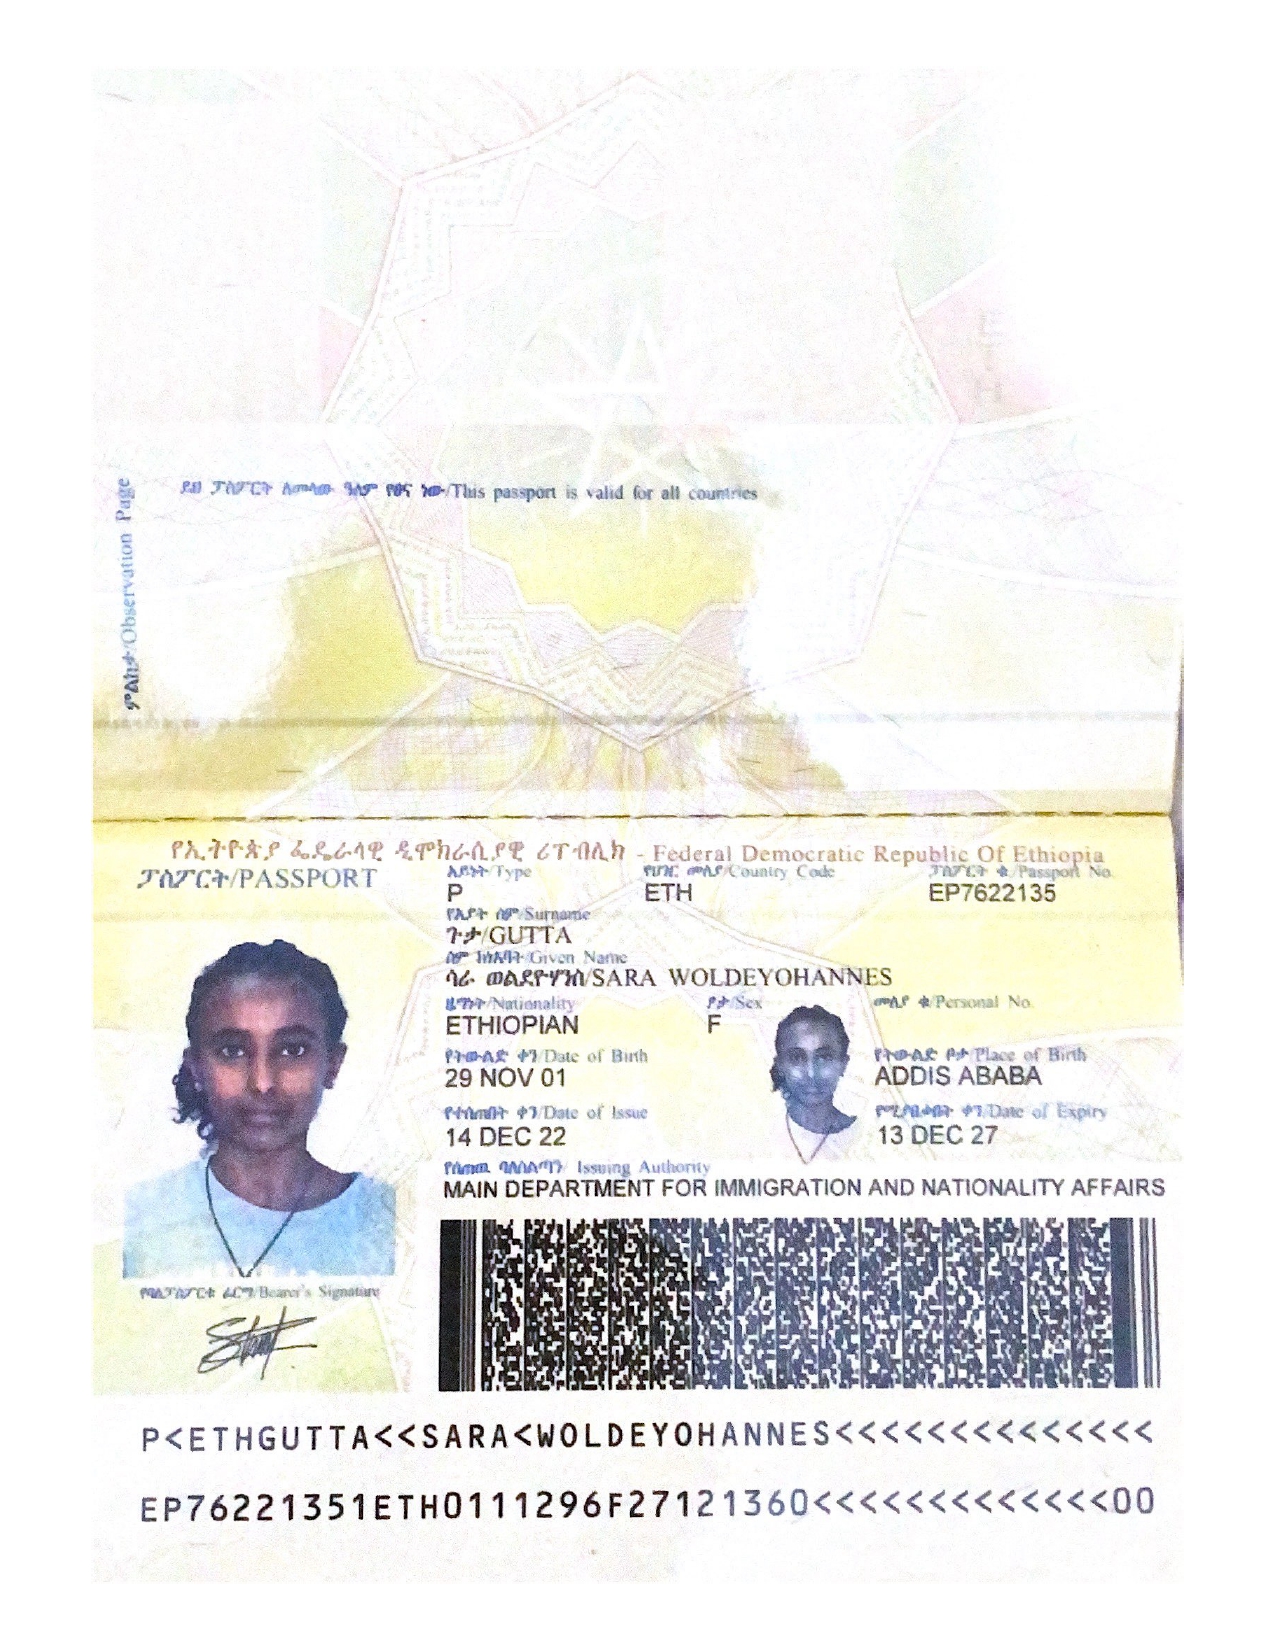 ይህ ፓስፖርት ለመላው ዓለም የፀና ነው/This passport is valid for all countries
ምልከታ/Observation Page
የኢትዮጵያ ፌዴራላዊ ዲሞክራሲያዊ ሪፐብሊክ - Federal Democratic Republic Of Ethiopia
ፓስፖርት/PASSPORT
አይነት/Type
የሀገር መለያ/Country Code
ፓስፖርት ቁ/Passport No.
P
ETH
EP7622135
የአያት ስም/Surname
ጉታ/GUTTA
ስም ከነአባት/Given Name
ሳራ ወልደዮሃንስ/SARA WOLDEYOHANNES
ዜግነት/Nationality
ፆታ/Sex
መለያ ቁ/Personal No.
ETHIOPIAN
F
የትውልድ ቀን/Date of Birth
የትውልድ ቦታ/Place of Birth
29 NOV 01
ADDIS ABABA
የተሰጠበት ቀን/Date of Issue
የሚያበቃበት ቀን/Date of Expiry
14 DEC 22
13 DEC 27
የሰጠዉ ባለስልጣን/ Issuing Authority
MAIN DEPARTMENT FOR IMMIGRATION AND NATIONALITY AFFAIRS
የባለፓስፖርቱ ፊርማ/Bearer's Signature
P<ETHGUTTA<<SARA<WOLDEYOHANNES<<<<<<<<<<<<<<
EP76221351ETH0111296F27121360<<<<<<<<<<<<<00